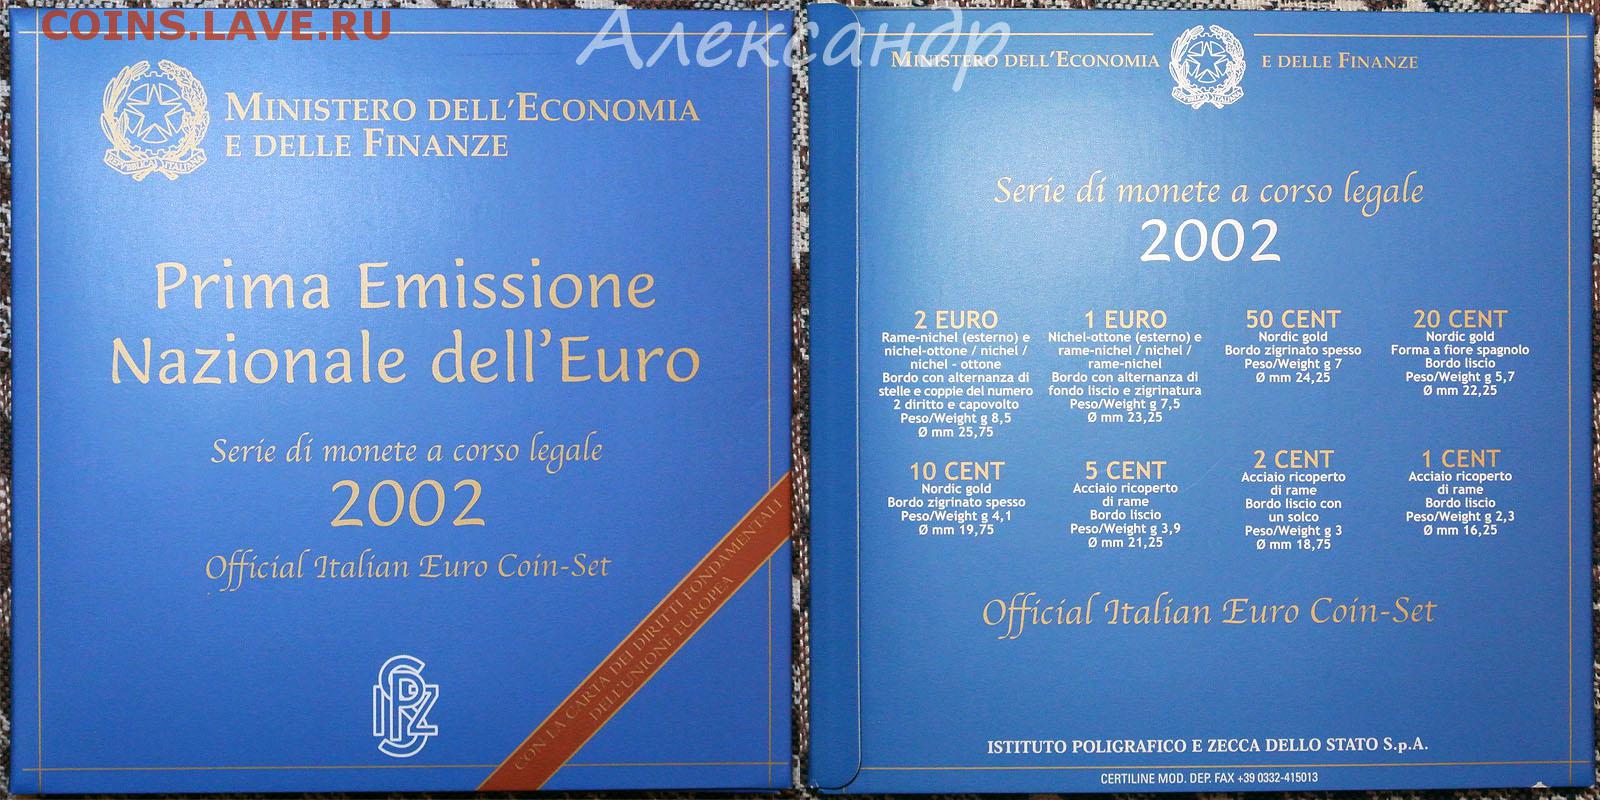 COINS.LAVE.RU
Александр
MINISTERO DELL'ECONOMIA
E DELLE FINANZE
REPVBBLICA ITALIANA
Prima Emissione
Nazionale dell'Euro
Serie di monete a corso legale
2002
Official Italian Euro Coin-Set
CON LA CARTA DEI DIRITTI FONDAMENTALI
DELL'UNIONE EUROPEA
IPZS
MINISTERO DELL'ECONOMIA E DELLE FINANZE
Serie di monete a corso legale
2002
2 EURO
Rame-nichel (esterno) e
nichel-ottone / nichel /
nichel - ottone
Bordo con alternanza di
stelle e coppie del numero
2 diritto e capovolto
Peso/Weight g 8,5
Ø mm 25,75
1 EURO
Nichel-ottone (esterno) e
rame-nichel / nichel /
rame-nichel
Bordo con alternanza di
fondo liscio e zigrinatura
Peso/Weight g 7,5
Ø mm 23,25
50 CENT
Nordic gold
Bordo zigrinato spesso
Peso/Weight g 7
Ø mm 24,25
20 CENT
Nordic gold
Forma a fiore spagnolo
Bordo liscio
Peso/Weight g 5,7
Ø mm 22,25
10 CENT
Nordic gold
Bordo zigrinato spesso
Peso/Weight g 4,1
Ø mm 19,75
5 CENT
Acciaio ricoperto
di rame
Bordo liscio
Peso/Weight g 3,9
Ø mm 21,25
2 CENT
Acciaio ricoperto
di rame
Bordo liscio con
un solco
Peso/Weight g 3
Ø mm 18,75
1 CENT
Acciaio ricoperto
di rame
Bordo liscio
Peso/Weight g 2,3
Ø mm 16,25
Official Italian Euro Coin-Set
ISTITUTO POLIGRAFICO E ZECCA DELLO STATO S.p.A.
CERTILINE MOD. DEP. FAX +39 0332-415013